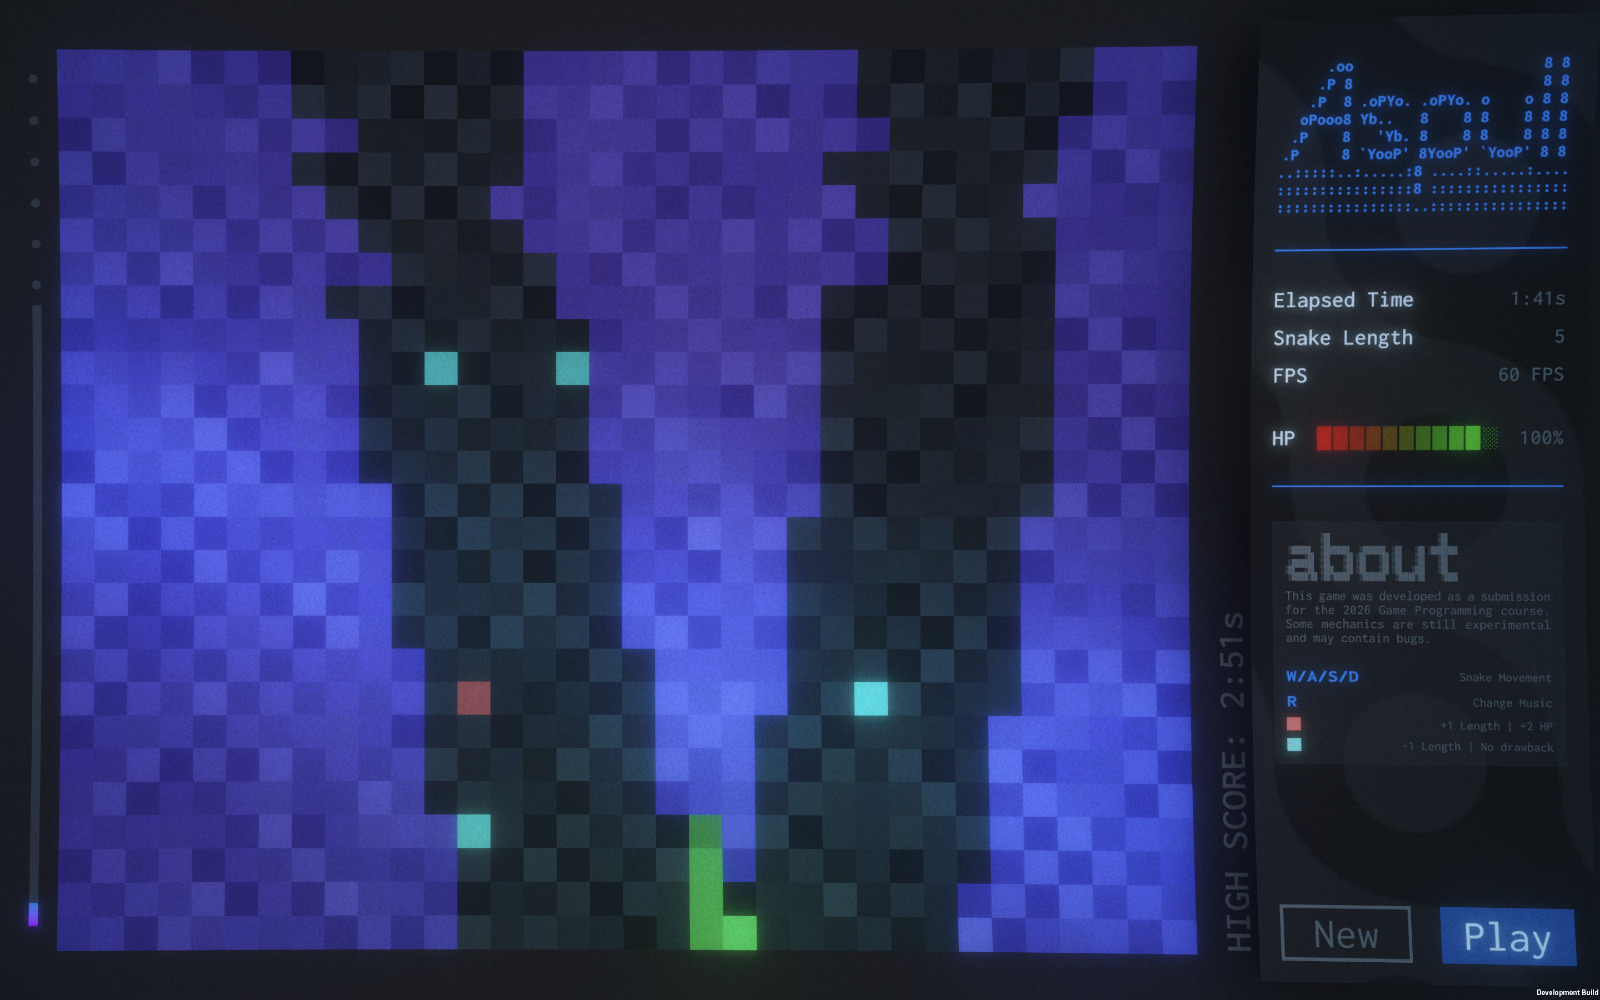 Asqull
Elapsed Time 1:41s
Snake Length 5
FPS 60 FPS
HP 100%
about
This game was developed as a submission
for the 2026 Game Programming course.
Some mechanics are still experimental
and may contain bugs.
W/A/S/D Snake Movement
R Change Music
+1 Length | +2 HP
-1 Length | No drawback
HIGH SCORE: 2:51s
New Play
Development Build